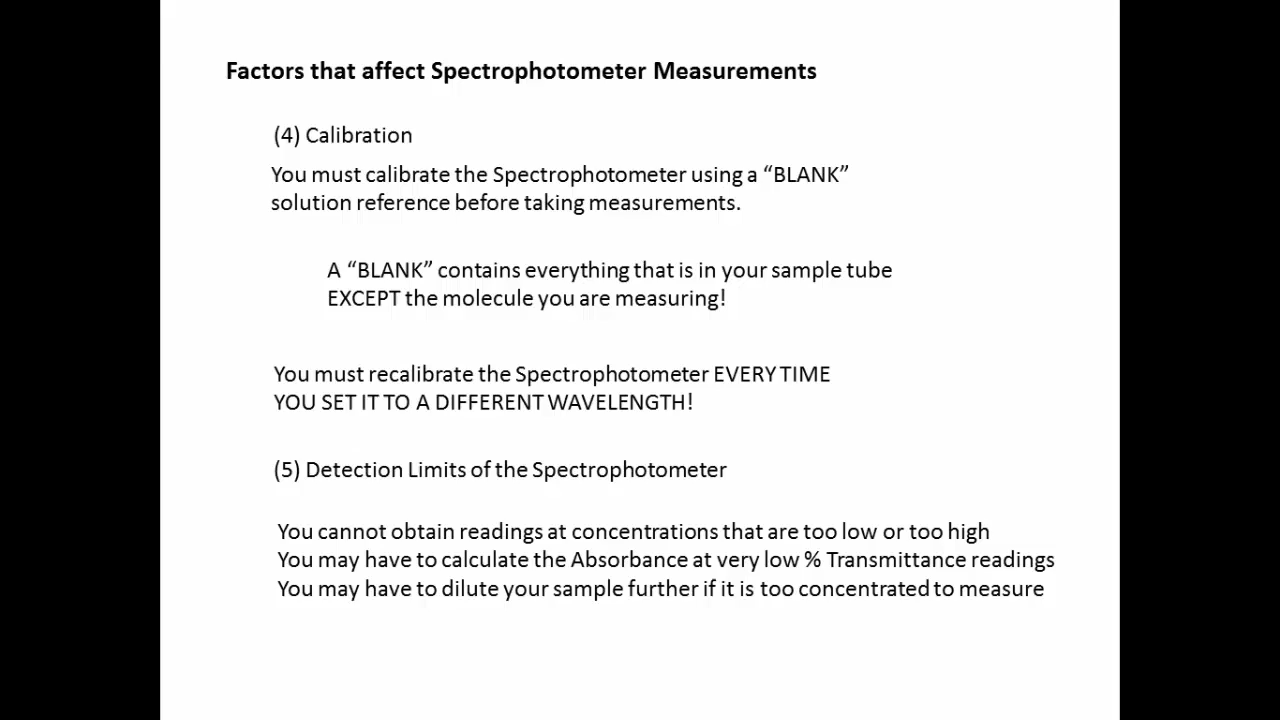 Factors that affect Spectrophotometer Measurements
(4) Calibration
You must calibrate the Spectrophotometer using a “BLANK”
solution reference before taking measurements.
A “BLANK” contains everything that is in your sample tube
EXCEPT the molecule you are measuring!
You must recalibrate the Spectrophotometer EVERY TIME
YOU SET IT TO A DIFFERENT WAVELENGTH!
(5) Detection Limits of the Spectrophotometer
You cannot obtain readings at concentrations that are too low or too high
You may have to calculate the Absorbance at very low % Transmittance readings
You may have to dilute your sample further if it is too concentrated to measure